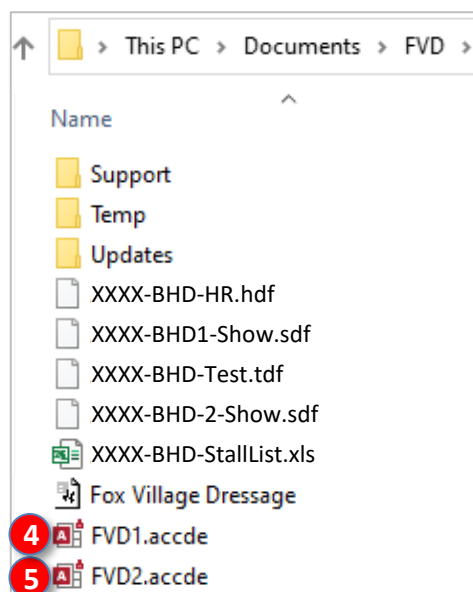 This PC > Documents > FVD >
Name
Support
Temp
Updates
XXXX-BHD-HR.hdf
XXXX-BHD1-Show.sdf
XXXX-BHD-Test.tdf
XXXX-BHD-2-Show.sdf
XXXX-BHD-StallList.xls
Fox Village Dressage
4 FVD1.accde
5 FVD2.accde